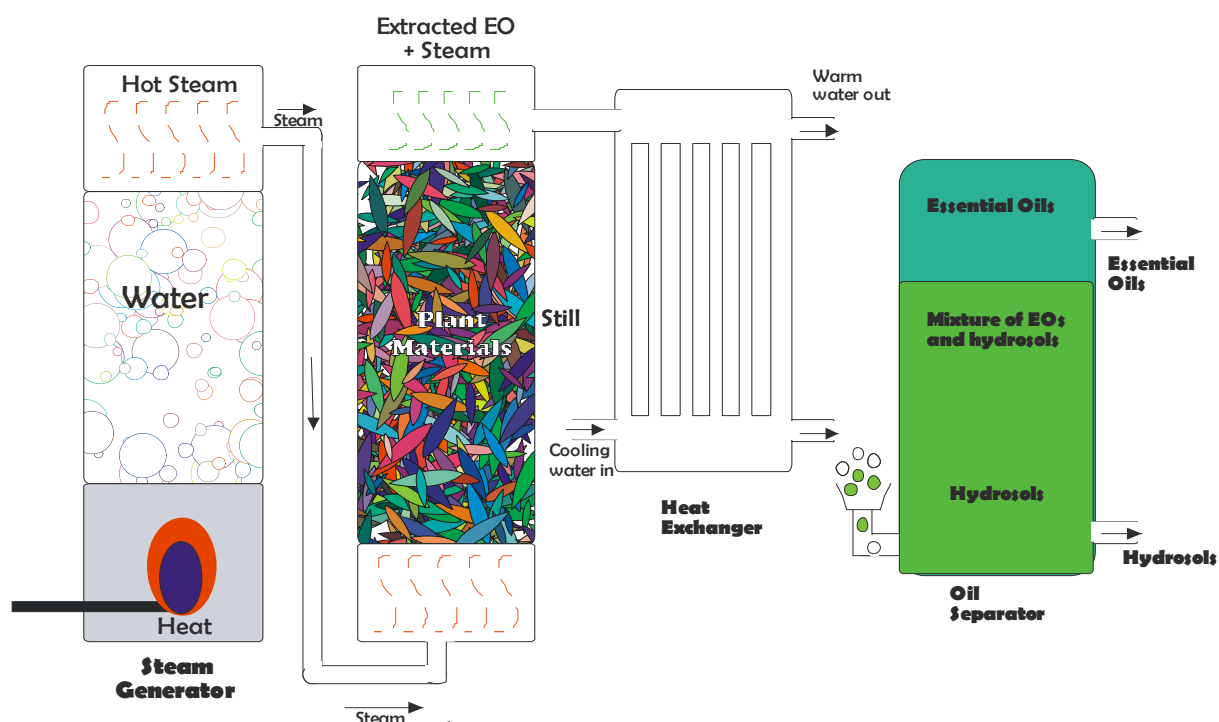 Extracted EO
+ Steam
Hot Steam
Steam
Warm
water out
Water
Plant
Materials
Still
Cooling
water in
Heat
Exchanger
Essential Oils
Essential
Oils
Mixture of EOs
and hydrosols
Hydrosols
Hydrosols
Oil
Separator
Heat
Steam
Generator
Steam